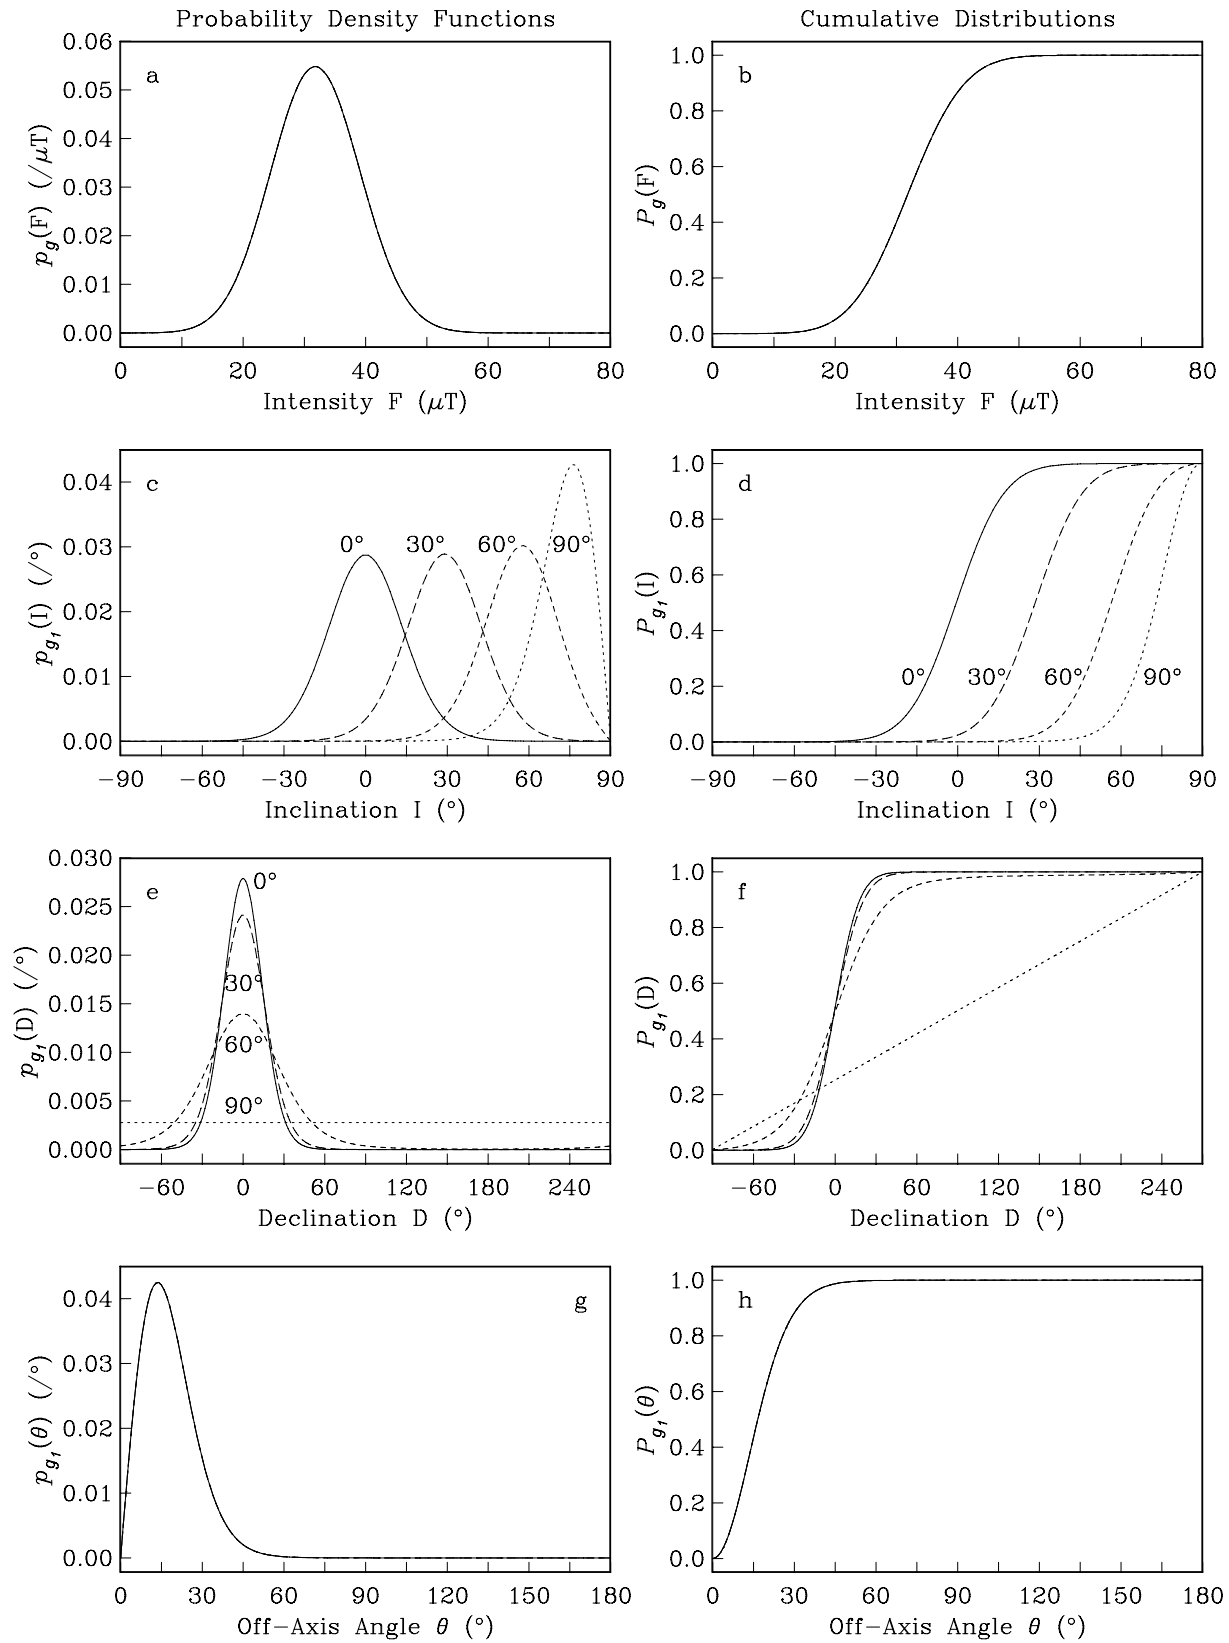 Probability Density Functions
Cumulative Distributions
a
0.06
0.05
0.04
0.03
0.02
0.01
0.00
p_g(F) (/μT)
0 20 40 60 80
Intensity F (μT)
b
1.0
0.8
0.6
0.4
0.2
0.0
P_g(F)
0 20 40 60 80
Intensity F (μT)
c
0.04
0.03
0.02
0.01
0.00
p_g₁(I) (/°)
0° 30° 60° 90°
−90 −60 −30 0 30 60 90
Inclination I (°)
d
1.0
0.8
0.6
0.4
0.2
0.0
P_g₁(I)
0° 30° 60° 90°
−90 −60 −30 0 30 60 90
Inclination I (°)
e
0.030
0.025
0.020
0.015
0.010
0.005
0.000
p_g₁(D) (/°)
0°
30°
60°
90°
−60 0 60 120 180 240
Declination D (°)
f
1.0
0.8
0.6
0.4
0.2
0.0
P_g₁(D)
−60 0 60 120 180 240
Declination D (°)
g
0.04
0.03
0.02
0.01
0.00
p_g₁(θ) (/°)
0 30 60 90 120 150 180
Off−Axis Angle θ (°)
h
1.0
0.8
0.6
0.4
0.2
0.0
P_g₁(θ)
0 30 60 90 120 150 180
Off−Axis Angle θ (°)